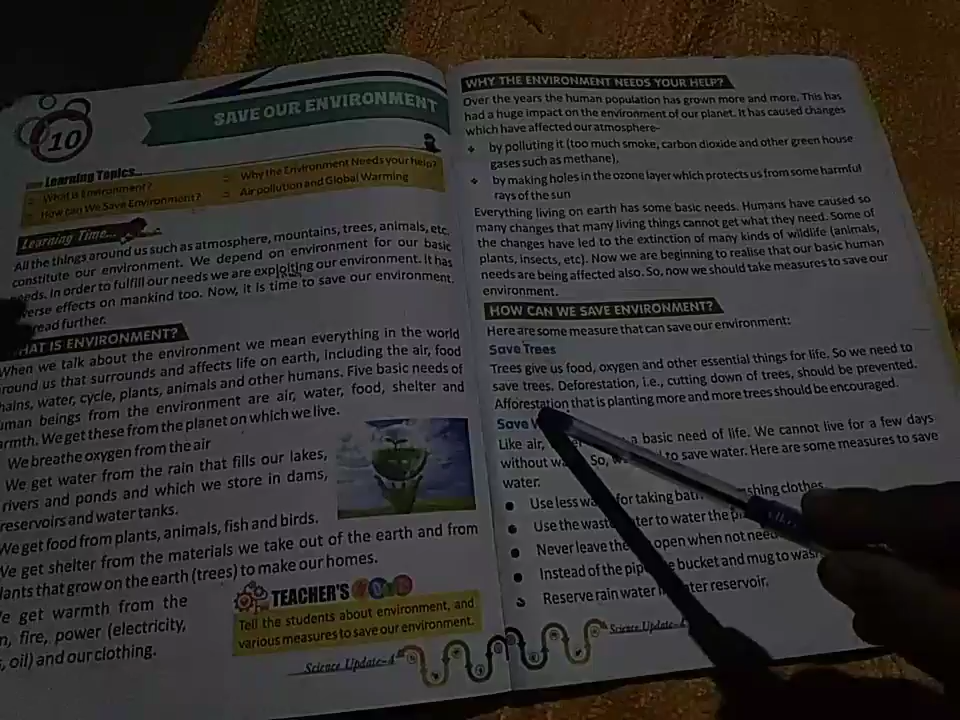 10
SAVE OUR ENVIRONMENT
Learning Topics...
What is Environment?
Why the Environment Needs your help?
How can We Save Environment?
Air pollution and Global Warming
Learning Time...
All the things around us such as atmosphere, mountains, trees, animals, etc.
constitute our environment. We depend on environment for our basic
needs. In order to fulfill our needs we are exploiting our environment. It has
verse effects on mankind too. Now, it is time to save our environment.
read further.
HAT IS ENVIRONMENT?
When we talk about the environment we mean everything in the world
round us that surrounds and affects life on earth, including the air, food
hains, water, cycle, plants, animals and other humans. Five basic needs of
uman beings from the environment are air, water, food, shelter and
armth. We get these from the planet on which we live.
We breathe oxygen from the air
We get water from the rain that fills our lakes,
rivers and ponds and which we store in dams,
reservoirs and water tanks.
We get food from plants, animals, fish and birds.
We get shelter from the materials we take out of the earth and from
lants that grow on the earth (trees) to make our homes.
e get warmth from the
n, fire, power (electricity,
, oil) and our clothing.
TEACHER'S NOTE
Tell the students about environment, and
various measures to save our environment.
Science Update-4
WHY THE ENVIRONMENT NEEDS YOUR HELP?
Over the years the human population has grown more and more. This has
had a huge impact on the environment of our planet. It has caused changes
which have affected our atmosphere-
by polluting it (too much smoke, carbon dioxide and other green house
gases such as methane),
by making holes in the ozone layer which protects us from some harmful
rays of the sun
Everything living on earth has some basic needs. Humans have caused so
many changes that many living things cannot get what they need. Some of
the changes have led to the extinction of many kinds of wildlife (animals,
plants, insects, etc). Now we are beginning to realise that our basic human
needs are being affected also. So, now we should take measures to save our
environment.
HOW CAN WE SAVE ENVIRONMENT?
Here are some measure that can save our environment:
Save Trees
Trees give us food, oxygen and other essential things for life. So we need to
save trees. Deforestation, i.e., cutting down of trees, should be prevented.
Afforestation that is planting more and more trees should be encouraged.
Save
Like air, a basic need of life. We cannot live for a few days
without So, to save water. Here are some measures to save
water.
Use less for taking clothes.
Use the to water the
Never leave the open when not
Instead of the bucket and mug to
Reserve rain water reservoir.
Science Update-4